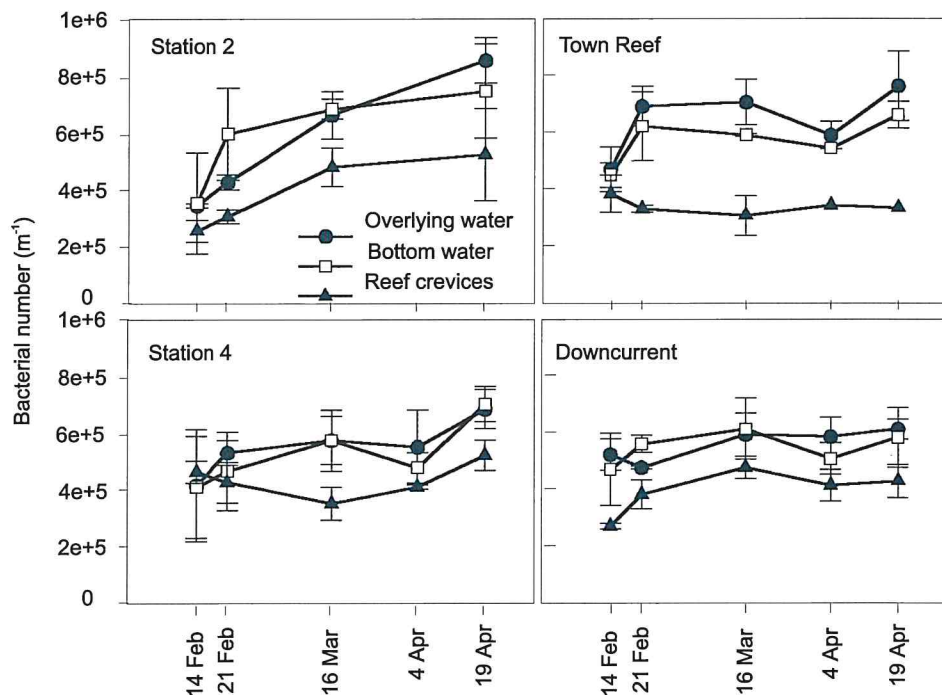 Bacterial number (m⁻¹)
1e+6
8e+5
6e+5
4e+5
2e+5
0
Station 2
Overlying water
Bottom water
Reef crevices
Town Reef
1e+6
8e+5
6e+5
4e+5
2e+5
0
Station 4
Downcurrent
14 Feb
21 Feb
16 Mar
4 Apr
19 Apr
14 Feb
21 Feb
16 Mar
4 Apr
19 Apr